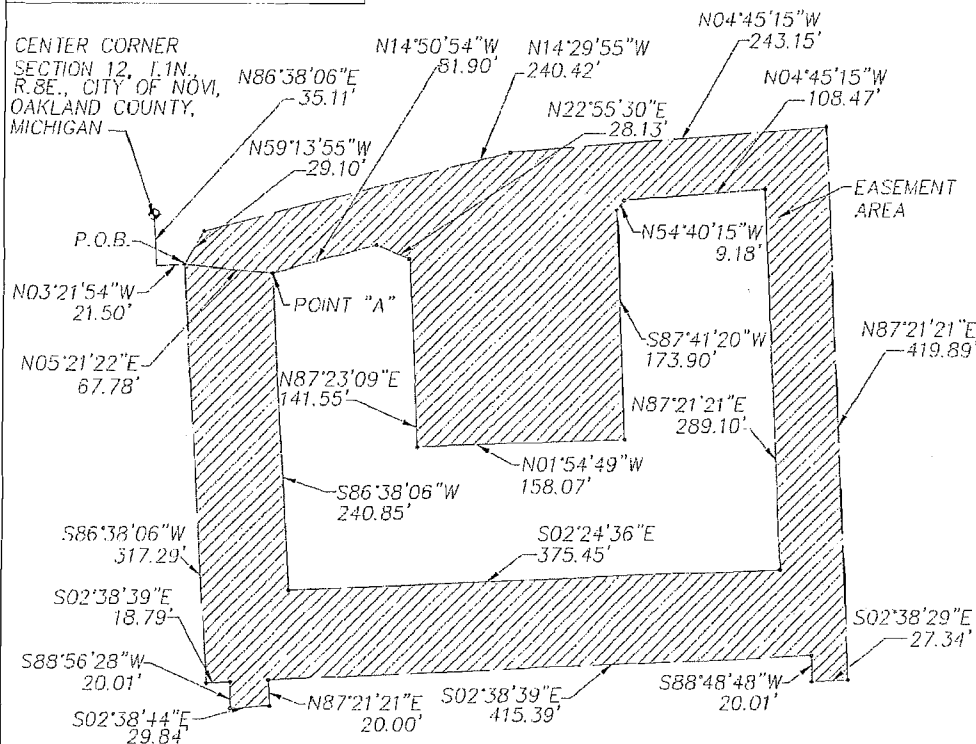 CENTER CORNER
SECTION 12, T.1N.,
R.8E., CITY OF NOVI,
OAKLAND COUNTY,
MICHIGAN
N86°38'06"E
35.11'
N59°13'55"W
29.10'
N14°50'54"W
81.90'
N14°29'55"W
240.42'
N22°55'30"E
28.13'
N04°45'15"W
243.15'
N04°45'15"W
108.47'
EASEMENT
AREA
P.O.B.
N03°21'54"W
21.50'
N05°21'22"E
67.78'
POINT "A"
N54°40'15"W
9.18'
S87°41'20"W
173.90'
N87°21'21"E
419.89'
N87°23'09"E
141.55'
N87°21'21"E
289.10'
N01°54'49"W
158.07'
S86°38'06"W
240.85'
S02°24'36"E
375.45'
S86°38'06"W
317.29'
S02°38'39"E
18.79'
S88°56'28"W
20.01'
S02°38'44"E
29.84'
N87°21'21"E
20.00'
S02°38'39"E
415.39'
S88°48'48"W
20.01'
S02°38'29"E
27.34'